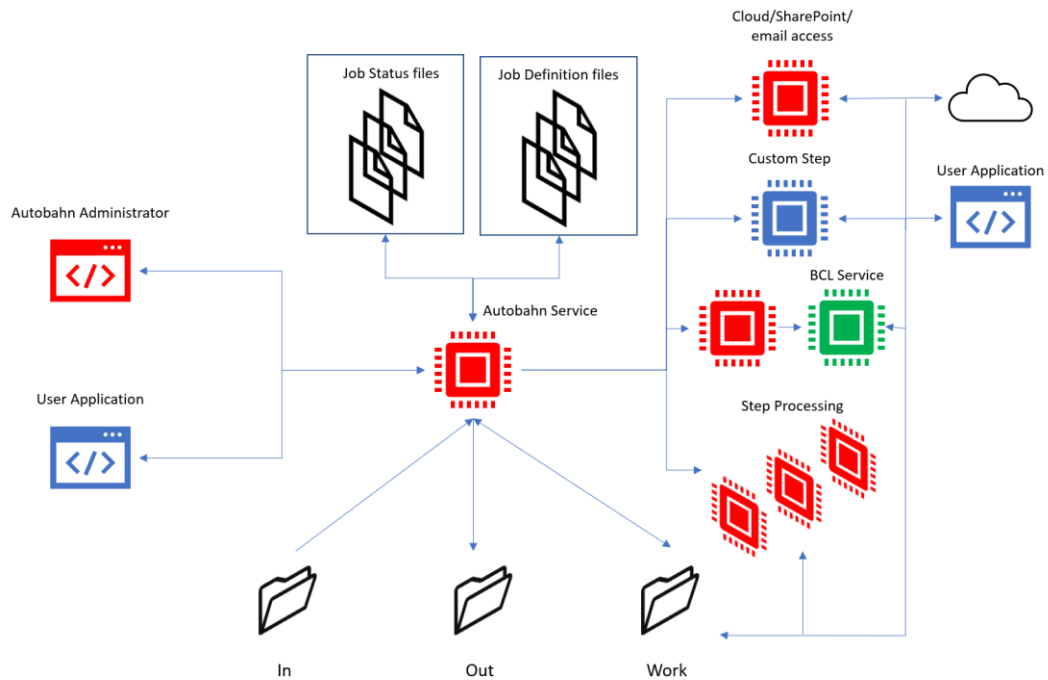 Cloud/SharePoint/
email access
Job Status files
Job Definition files
Custom Step
User Application
Autobahn Administrator
BCL Service
Autobahn Service
User Application
Step Processing
In
Out
Work